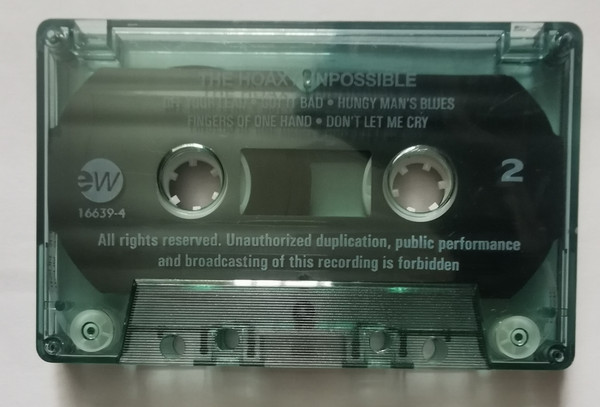 THE HOAX UNPOSSIBLE
BAD • HUNGY MAN'S BLUES
FINGERS OF ONE HAND • DON'T LET ME CRY
ew
2
16639-4
All rights reserved. Unauthorized duplication, public performance
and broadcasting of this recording is forbidden